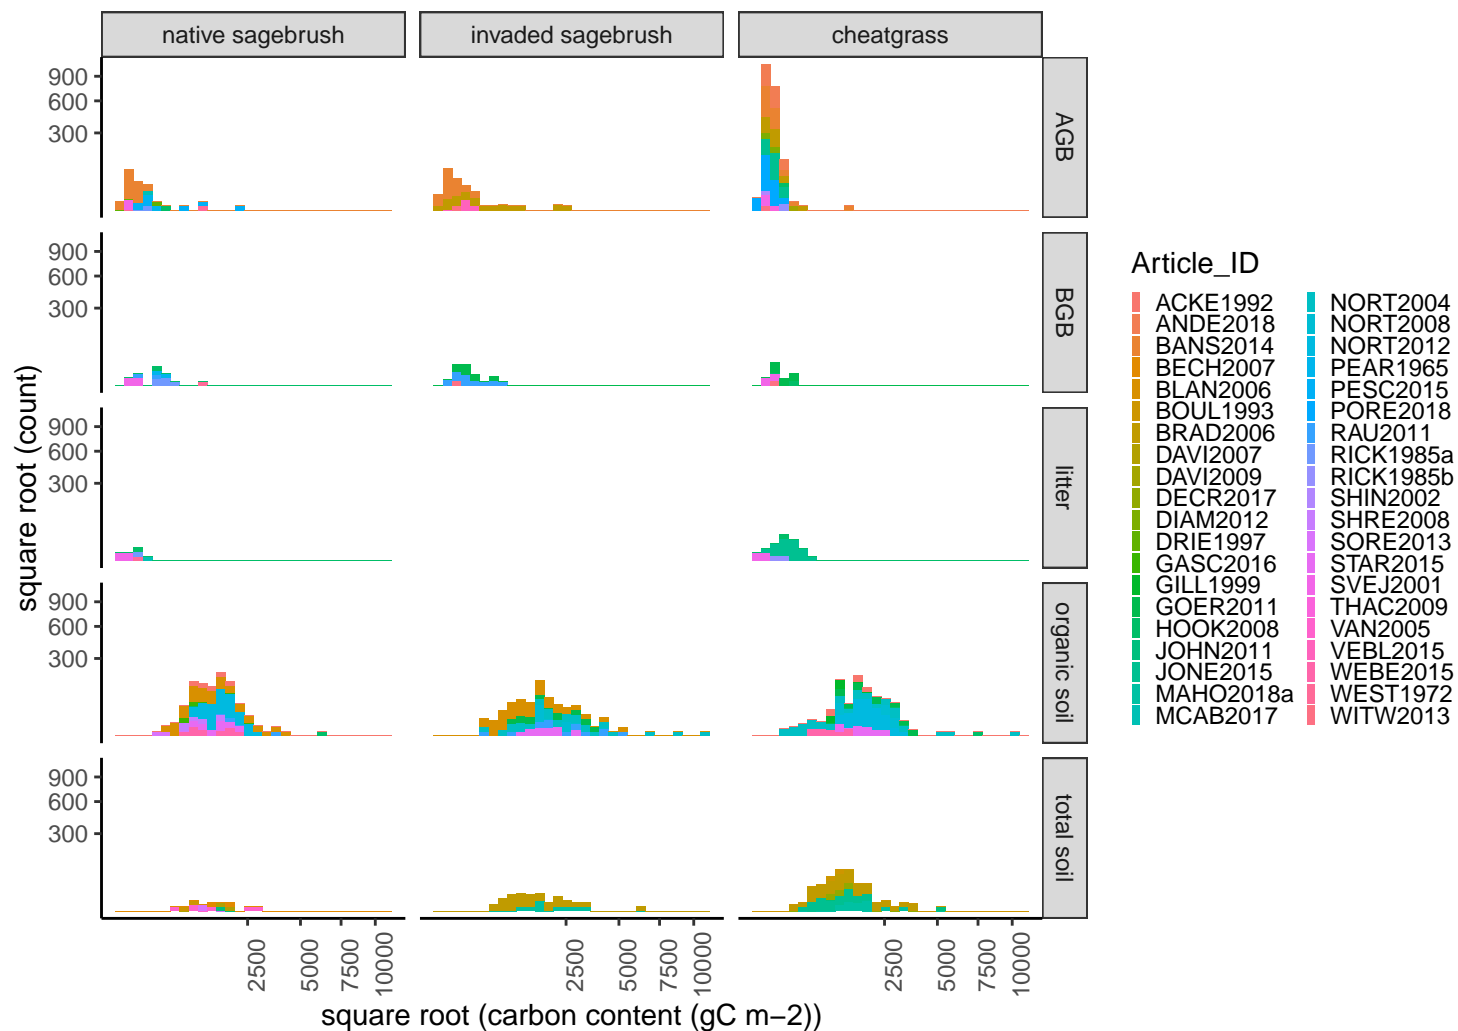 native sagebrush
invaded sagebrush
cheatgrass
900
600
300
AGB
900
600
300
BGB
900
600
300
litter
900
600
300
organic soil
900
600
300
total soil
square root (count)
2500
5000
7500
10000
2500
5000
7500
10000
2500
5000
7500
10000
square root (carbon content (gC m−2))
Article_ID
ACKE1992
ANDE2018
BANS2014
BECH2007
BLAN2006
BOUL1993
BRAD2006
DAVI2007
DAVI2009
DECR2017
DIAM2012
DRIE1997
GASC2016
GILL1999
GOER2011
HOOK2008
JOHN2011
JONE2015
MAHO2018a
MCAB2017
NORT2004
NORT2008
NORT2012
PEAR1965
PESC2015
PORE2018
RAU2011
RICK1985a
RICK1985b
SHIN2002
SHRE2008
SORE2013
STAR2015
SVEJ2001
THAC2009
VAN2005
VEBL2015
WEBE2015
WEST1972
WITW2013